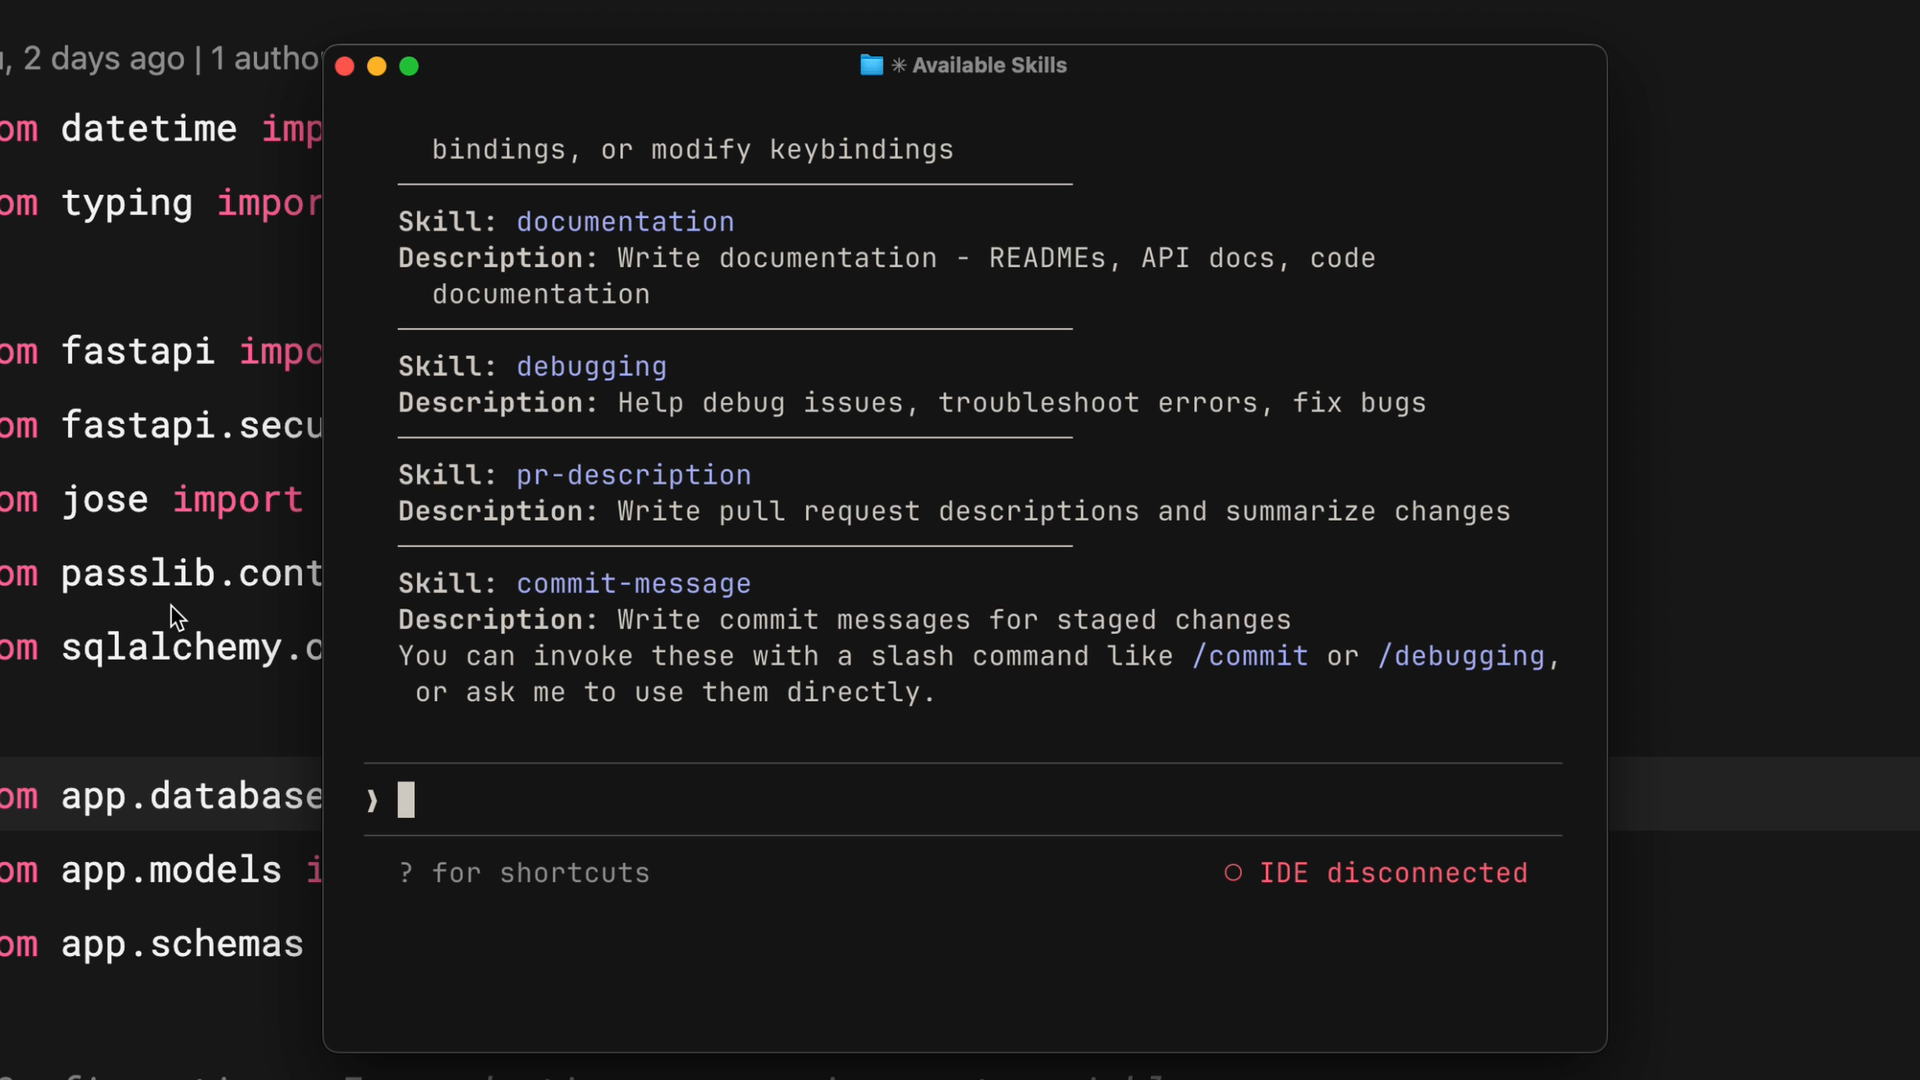 , 2 days ago | 1 autho
✳ Available Skills
om datetime imp
om typing impor
om fastapi impo
om fastapi.secu
om jose import
om passlib.cont
om sqlalchemy.c
om app.database
om app.models i
om app.schemas
bindings, or modify keybindings
Skill: documentation
Description: Write documentation - READMEs, API docs, code
documentation
Skill: debugging
Description: Help debug issues, troubleshoot errors, fix bugs
Skill: pr-description
Description: Write pull request descriptions and summarize changes
Skill: commit-message
Description: Write commit messages for staged changes
You can invoke these with a slash command like /commit or /debugging,
or ask me to use them directly.
❯
? for shortcuts
○ IDE disconnected